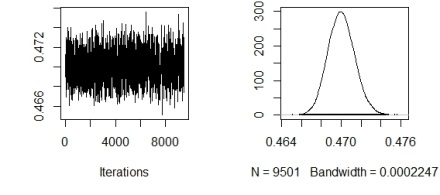 0.466 0.472
0 4000 8000
Iterations
0 100 200 300
0.464 0.470 0.476
N = 9501 Bandwidth = 0.0002247